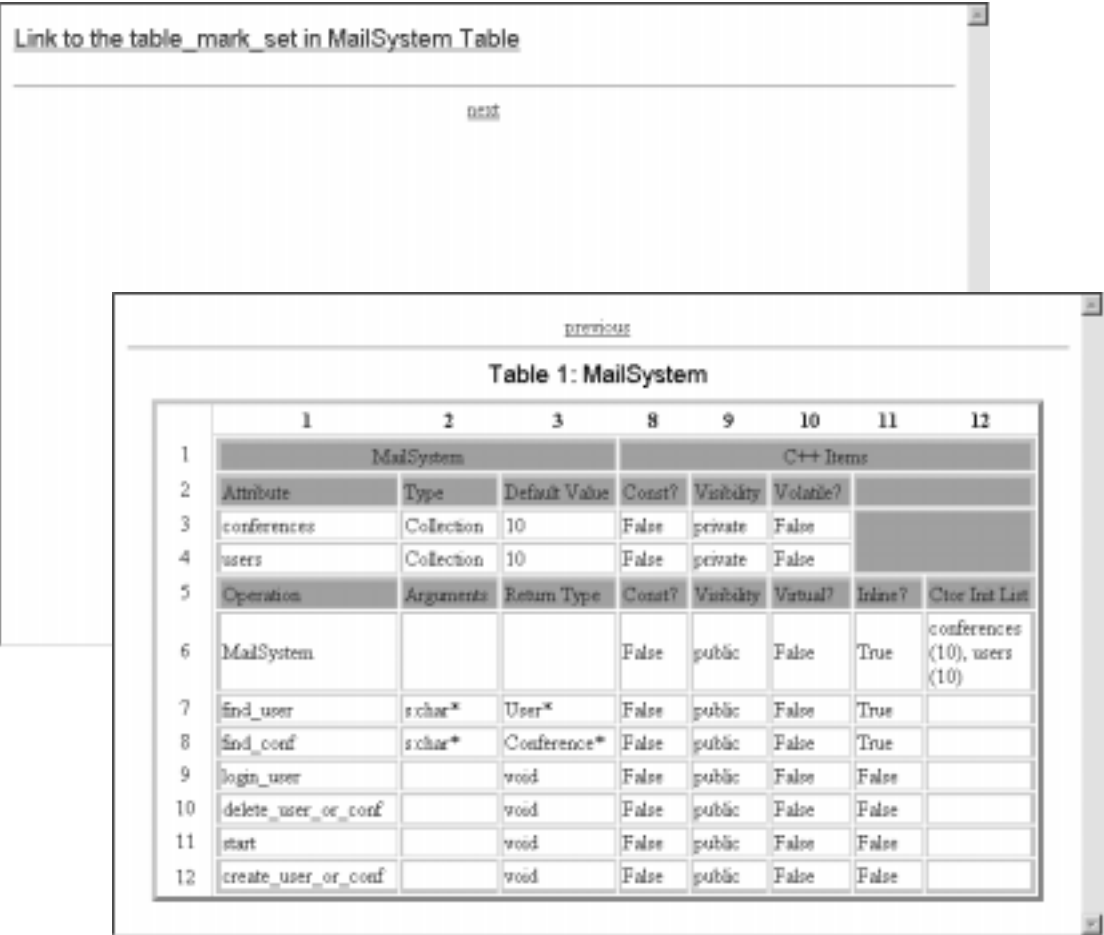 Link to the table_mark_set in MailSystem Table
next
previous
Table 1: MailSystem
1 2 3 8 9 10 11 12
1 MailSystem C++ Items
2 Attribute Type Default Value Const? Visibility Volatile?
3 conferences Collection 10 False private False
4 users Collection 10 False private False
5 Operation Arguments Return Type Const? Visibility Virtual? Inline? Ctor Init List
6 MailSystem False public False True conferences (10), users (10)
7 find_user s:char* User* False public False True
8 find_conf s:char* Conference* False public False True
9 login_user void False public False False
10 delete_user_or_conf void False public False False
11 start void False public False False
12 create_user_or_conf void False public False False